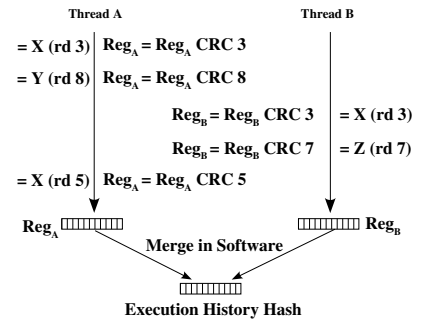 Thread A Thread B
= X (rd 3) Reg_A = Reg_A CRC 3
= Y (rd 8) Reg_A = Reg_A CRC 8
Reg_B = Reg_B CRC 3 = X (rd 3)
Reg_B = Reg_B CRC 7 = Z (rd 7)
= X (rd 5) Reg_A = Reg_A CRC 5
Reg_A Reg_B
Merge in Software
Execution History Hash